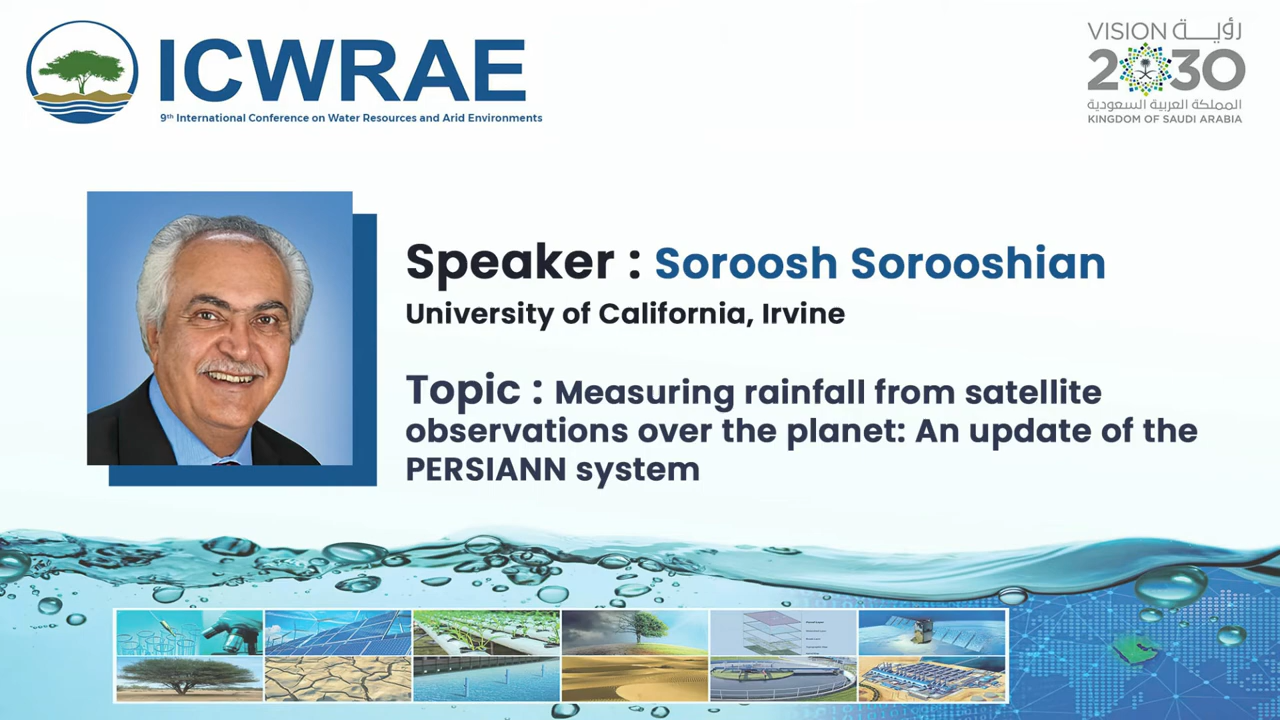 ICWRAE
9th International Conference on Water Resources and Arid Environments
VISION رؤية
2030
المملكة العربية السعودية
KINGDOM OF SAUDI ARABIA
Speaker : Soroosh Sorooshian
University of California, Irvine
Topic : Measuring rainfall from satellite
observations over the planet: An update of the
PERSIANN system